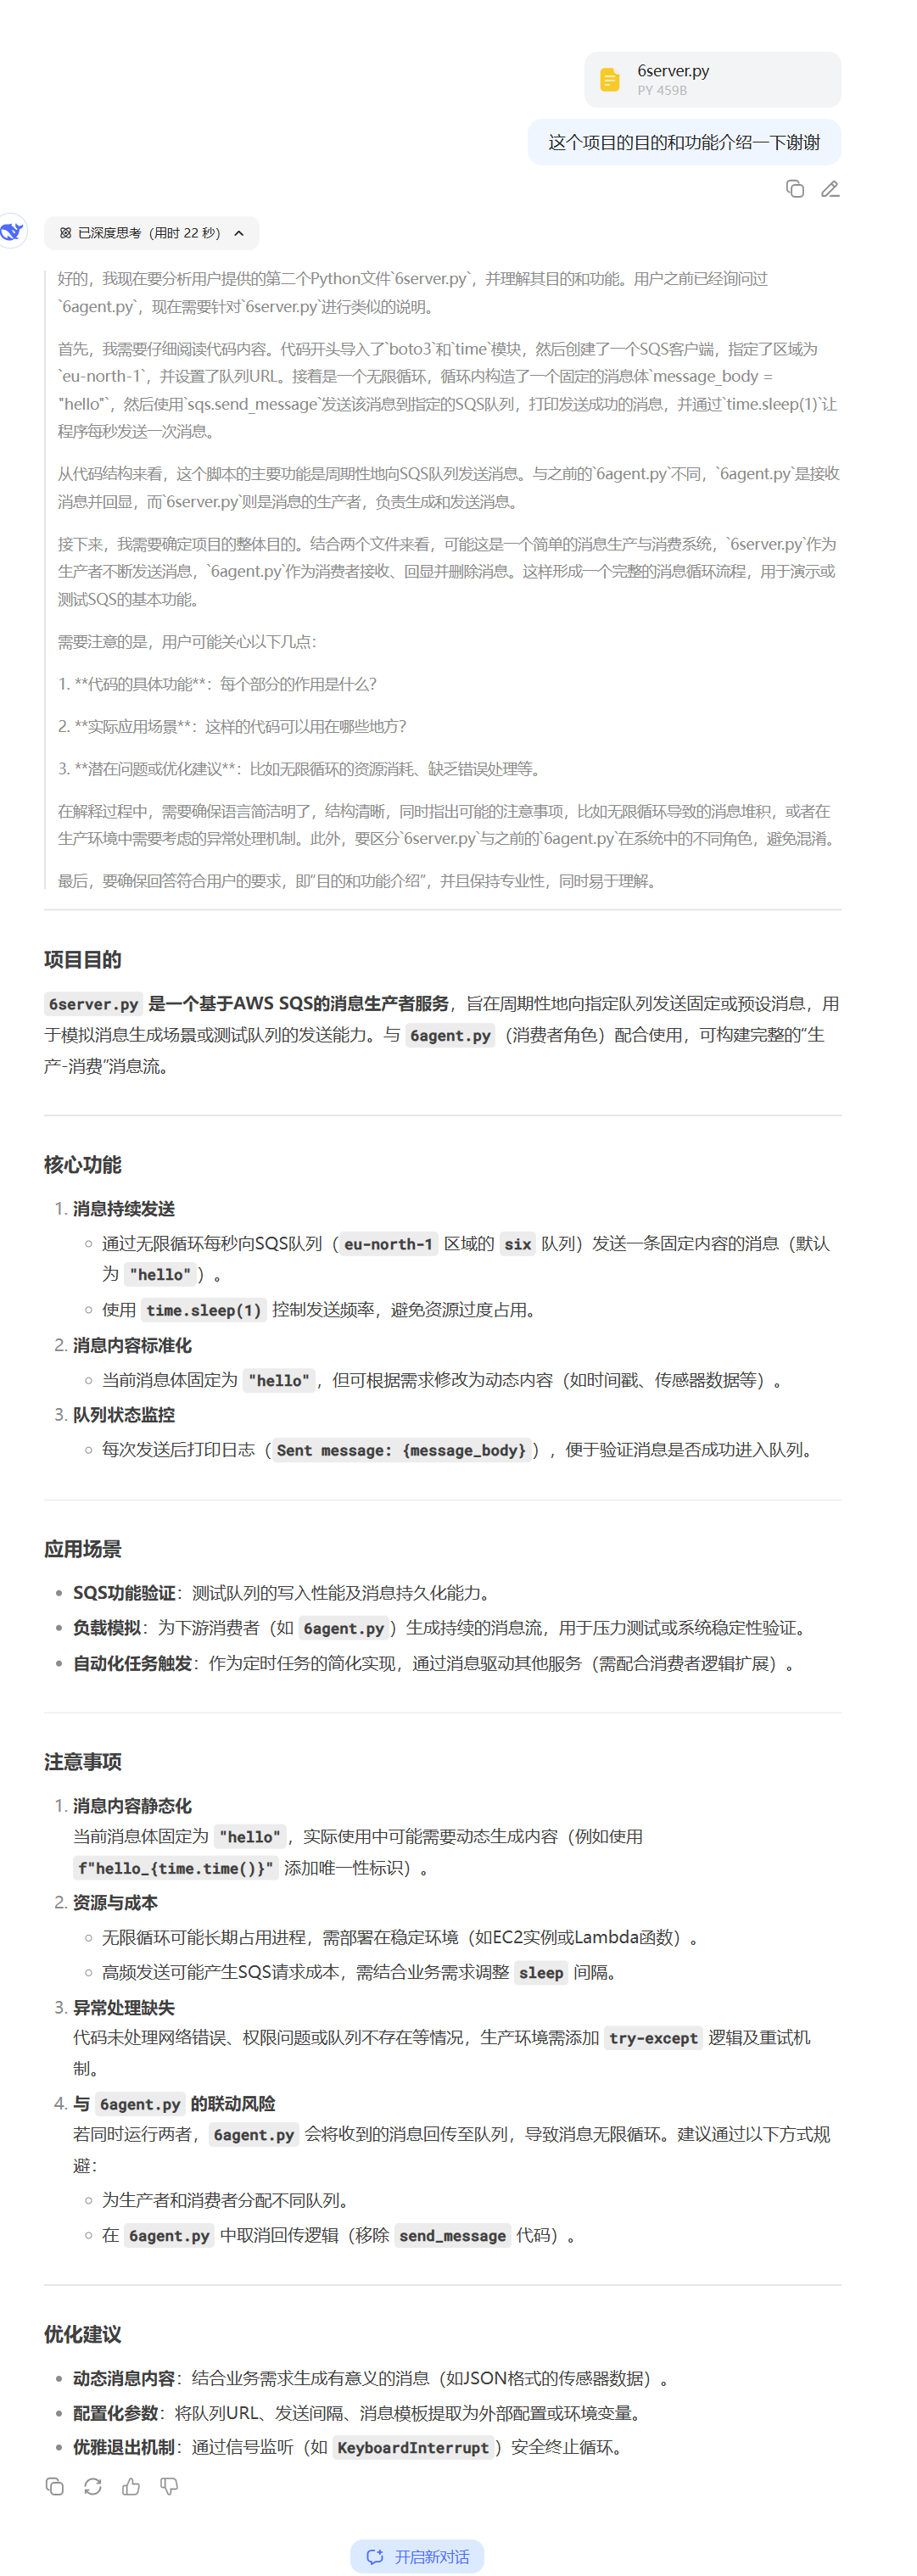 6server.py
PY 459B
这个项目的目的和功能介绍一下谢谢
已深度思考（用时 22 秒）
好的，我现在要分析用户提供的第二个Python文件`6server.py`，并理解其目的和功能。用户之前已经询问过
`6agent.py`，现在需要针对`6server.py`进行类似的说明。
首先，我需要仔细阅读代码内容。代码开头导入了`boto3`和`time`模块，然后创建了一个SQS客户端，指定了区域为
`eu-north-1`，并设置了队列URL。接着是一个无限循环，循环内构造了一个固定的消息体`message_body =
"hello"`，然后使用`sqs.send_message`发送该消息到指定的SQS队列，打印发送成功的消息，并通过`time.sleep(1)`让
程序每秒发送一次消息。
从代码结构来看，这个脚本的主要功能是周期性地向SQS队列发送消息。与之前的`6agent.py`不同，`6agent.py`是接收
消息并回显，而`6server.py`则是消息的生产者，负责生成和发送消息。
接下来，我需要确定项目的整体目的。结合两个文件来看，可能这是一个简单的消息生产与消费系统，`6server.py`作为
生产者不断发送消息，`6agent.py`作为消费者接收、回显并删除消息。这样形成一个完整的消息循环流程，用于演示或
测试SQS的基本功能。
需要注意的是，用户可能关心以下几点：
1. **代码的具体功能**：每个部分的作用是什么？
2. **实际应用场景**：这样的代码可以用在哪些地方？
3. **潜在问题或优化建议**：比如无限循环的资源消耗、缺乏错误处理等。
在解释过程中，需要确保语言简洁明了，结构清晰，同时指出可能的注意事项，比如无限循环导致的消息堆积，或者在
生产环境中需要考虑的异常处理机制。此外，要区分`6server.py`与之前的`6agent.py`在系统中的不同角色，避免混淆。
最后，要确保回答符合用户的要求，即“目的和功能介绍”，并且保持专业性，同时易于理解。
项目目的
6server.py 是一个基于AWS SQS的消息生产者服务，旨在周期性地向指定队列发送固定或预设消息，用
于模拟消息生成场景或测试队列的发送能力。与 6agent.py（消费者角色）配合使用，可构建完整的“生
产-消费”消息流。
核心功能
1. 消息持续发送
通过无限循环每秒向SQS队列（eu-north-1 区域的 six 队列）发送一条固定内容的消息（默认
为 "hello"）。
使用 time.sleep(1) 控制发送频率，避免资源过度占用。
2. 消息内容标准化
当前消息体固定为 "hello"，但可根据需求修改为动态内容（如时间戳、传感器数据等）。
3. 队列状态监控
每次发送后打印日志（Sent message: {message_body}），便于验证消息是否成功进入队列。
应用场景
SQS功能验证：测试队列的写入性能及消息持久化能力。
负载模拟：为下游消费者（如 6agent.py）生成持续的消息流，用于压力测试或系统稳定性验证。
自动化任务触发：作为定时任务的简化实现，通过消息驱动其他服务（需配合消费者逻辑扩展）。
注意事项
1. 消息内容静态化
当前消息体固定为 "hello"，实际使用中可能需要动态生成内容（例如使用
f"hello_{time.time()}" 添加唯一性标识）。
2. 资源与成本
无限循环可能长期占用进程，需部署在稳定环境（如EC2实例或Lambda函数）。
高频发送可能产生SQS请求成本，需结合业务需求调整 sleep 间隔。
3. 异常处理缺失
代码未处理网络错误、权限问题或队列不存在等情况，生产环境需添加 try-except 逻辑及重试机
制。
4. 与 6agent.py 的联动风险
若同时运行两者，6agent.py 会将收到的消息回传至队列，导致消息无限循环。建议通过以下方式规
避：
为生产者和消费者分配不同队列。
在 6agent.py 中取消回传逻辑（移除 send_message 代码）。
优化建议
动态消息内容：结合业务需求生成有意义的消息（如JSON格式的传感器数据）。
配置化参数：将队列URL、发送间隔、消息模板提取为外部配置或环境变量。
优雅退出机制：通过信号监听（如 KeyboardInterrupt）安全终止循环。
开启新对话